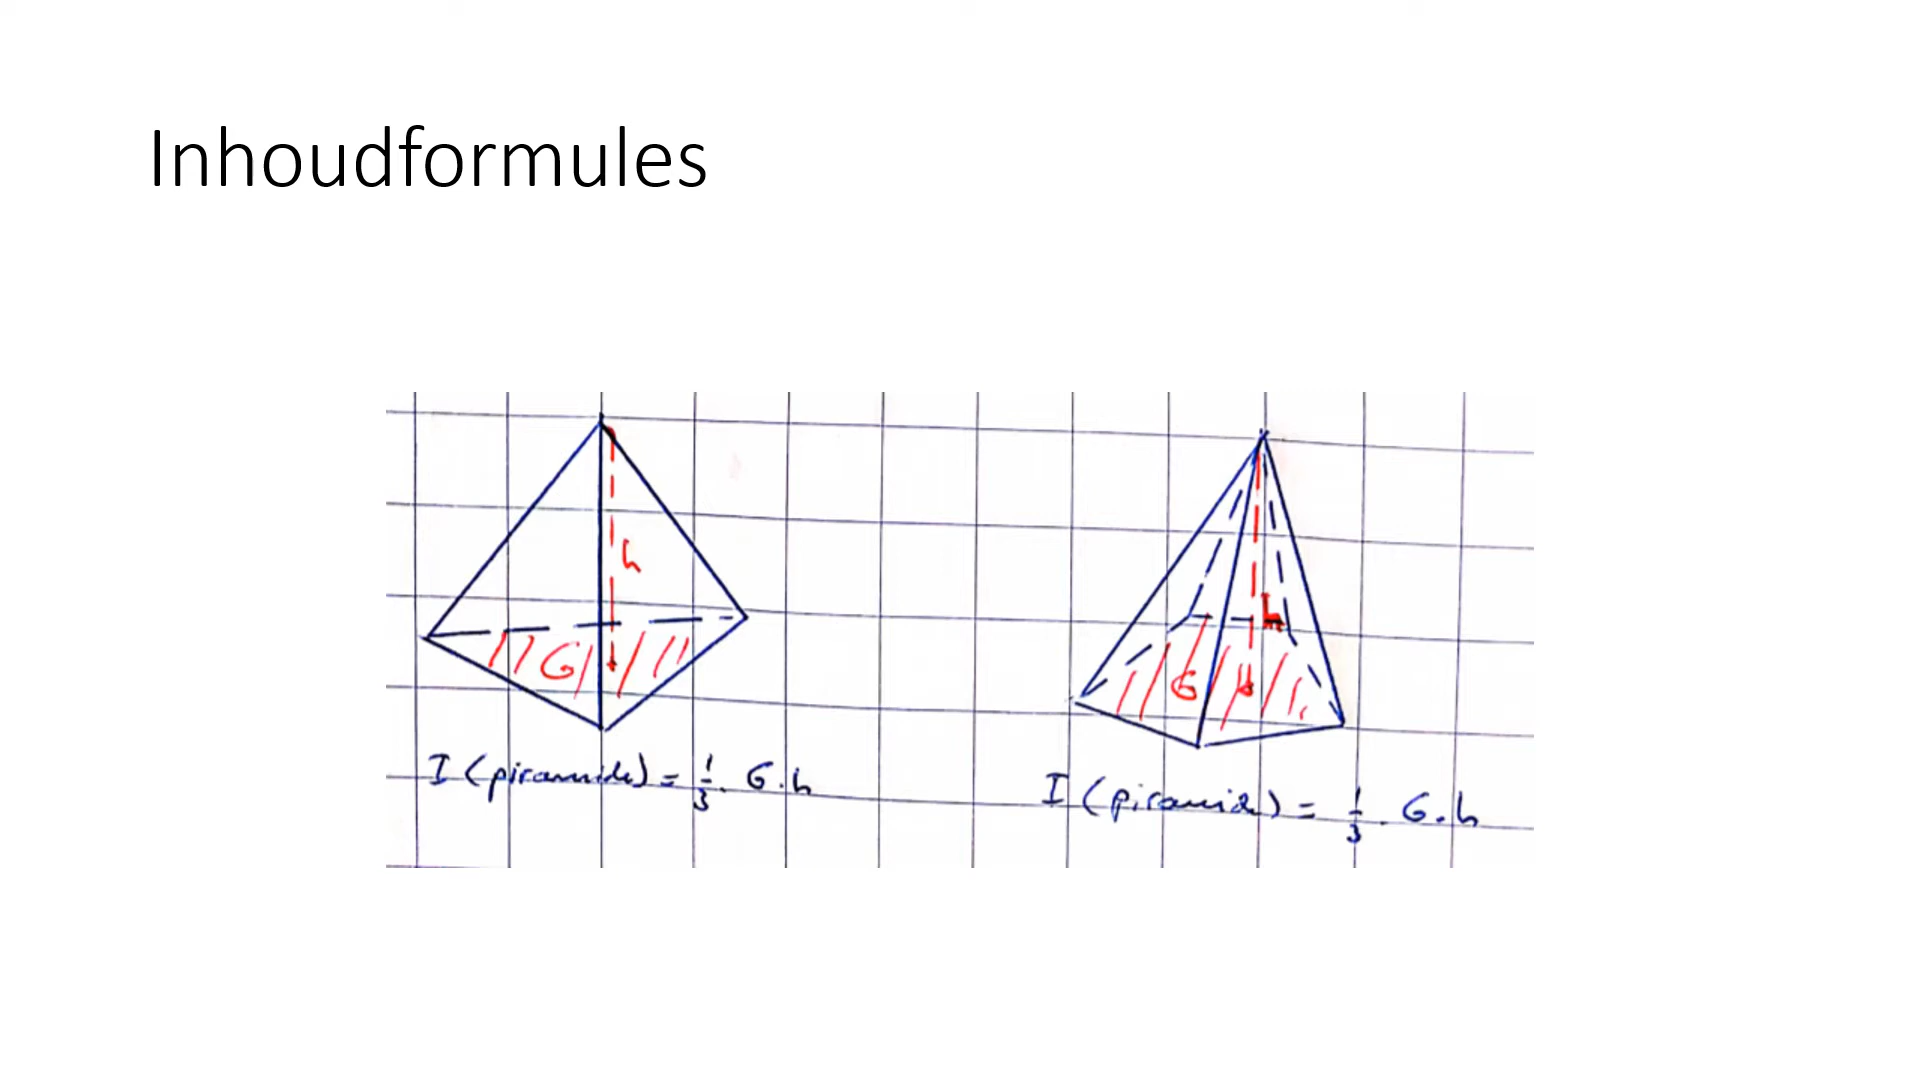 Inhoudformules
h
G
h
G
I (piramide) = 1/3 . G . h
I (piramide) = 1/3 . G . h